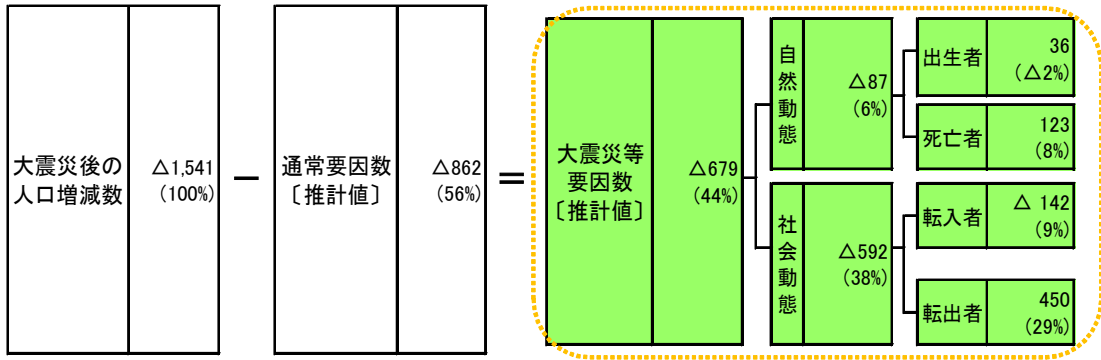 大震災後の
人口増減数
△1,541
(100%)
－
通常要因数
〔推計値〕
△862
(56%)
＝
大震災等
要因数
〔推計値〕
△679
(44%)
自然動態
△87
(6%)
出生者
36
(△2%)
死亡者
123
(8%)
社会動態
△592
(38%)
転入者
△ 142
(9%)
転出者
450
(29%)